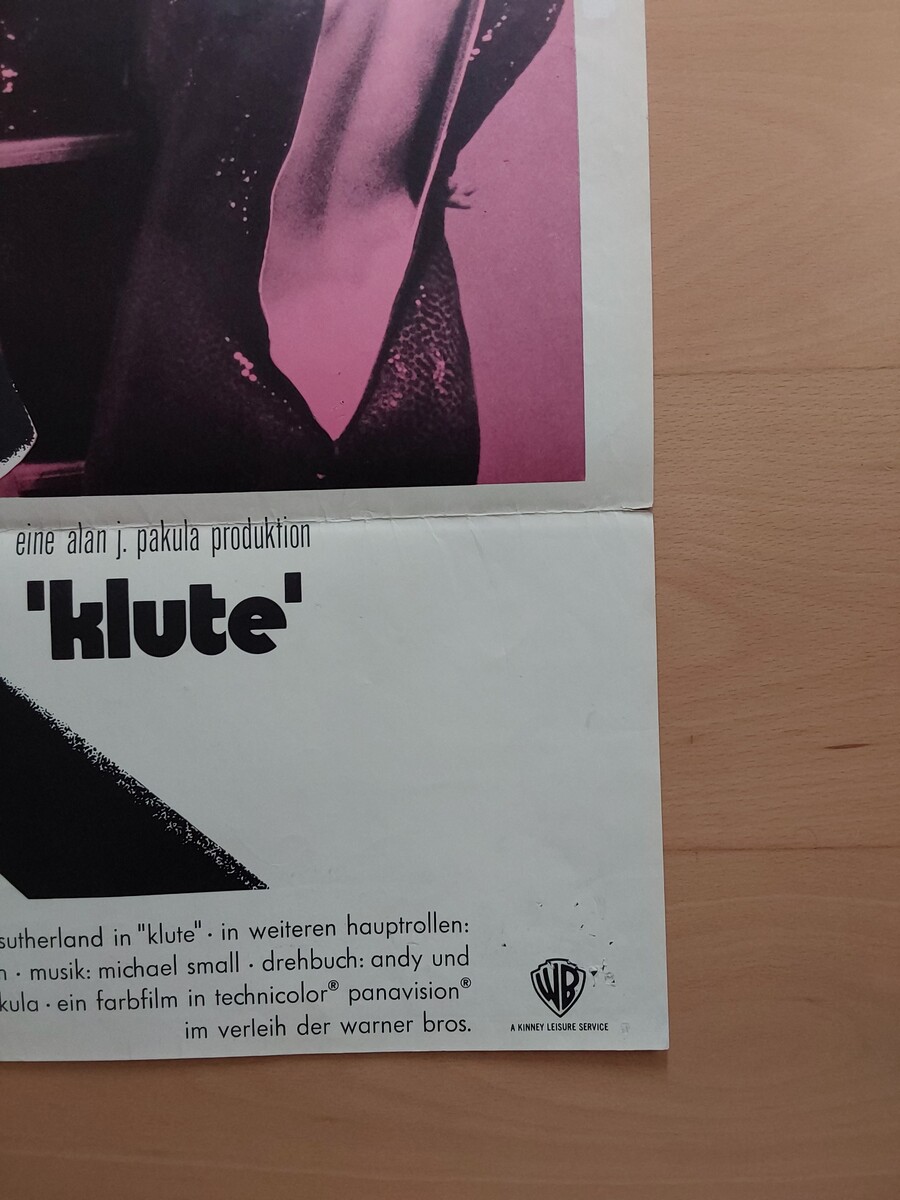 eine alan j. pakula produktion
'klute'
sutherland in "klute" · in weiteren hauptrollen:
n · musik: michael small · drehbuch: andy und
kula · ein farbfilm in technicolor® panavision®
im verleih der warner bros.
WB
A KINNEY LEISURE SERVICE